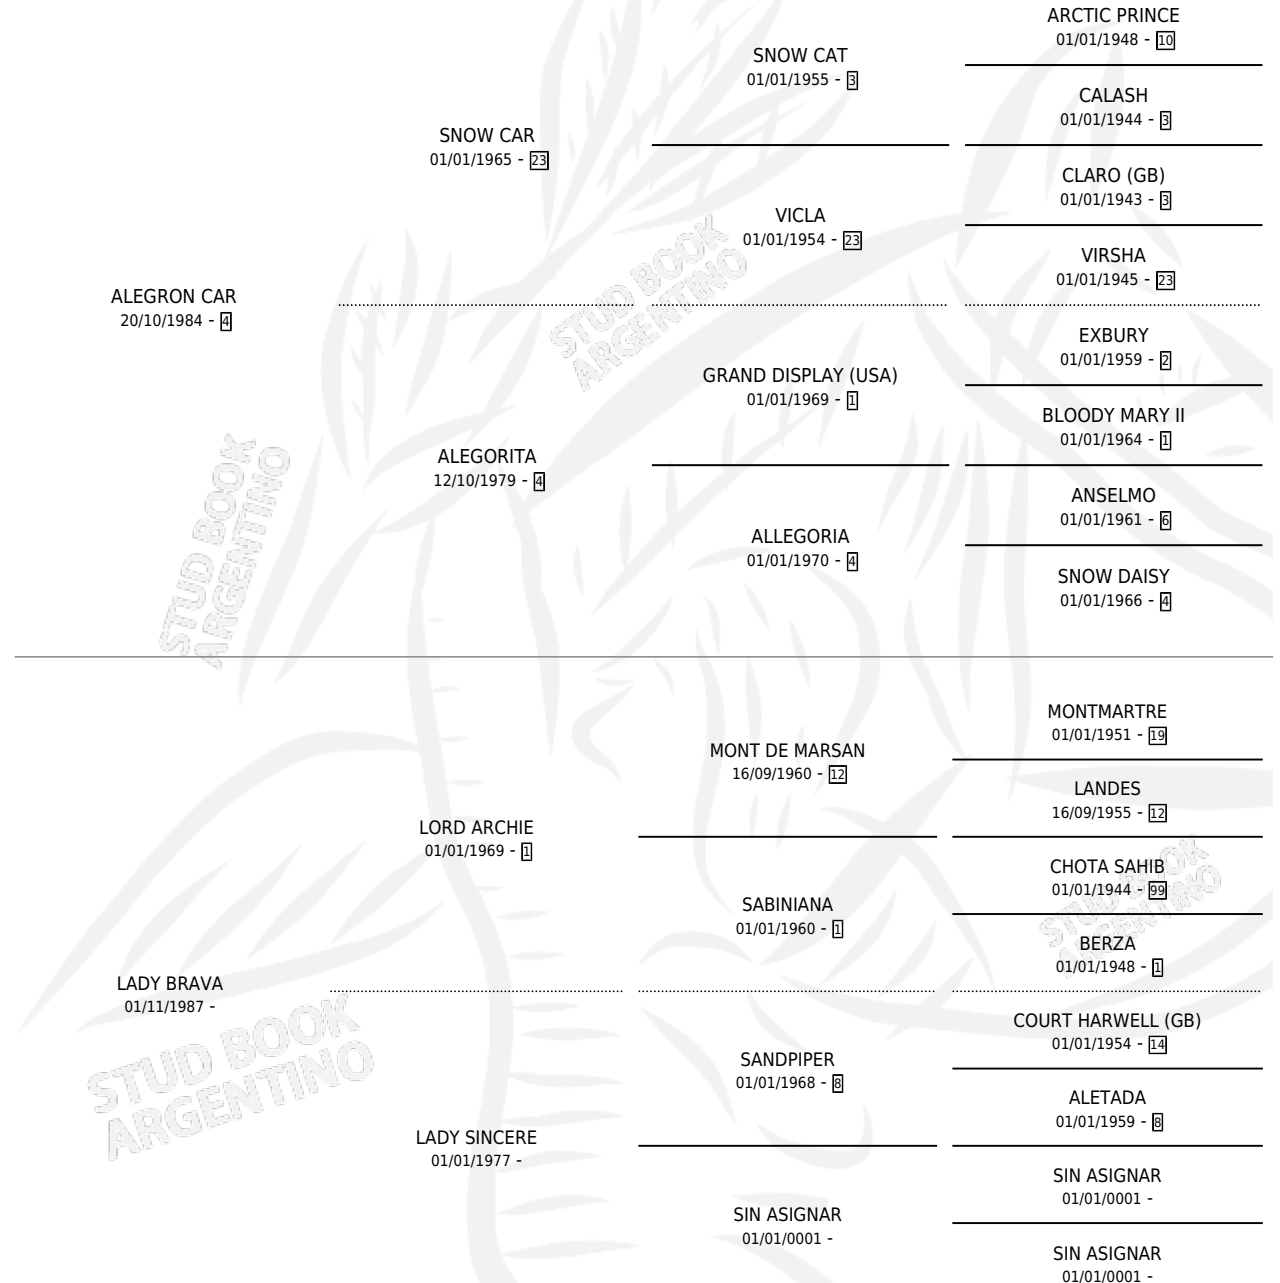 ARCTIC PRINCE
01/01/1948 - 10
SNOW CAT
01/01/1955 - 3
CALASH
01/01/1944 - 3
SNOW CAR
01/01/1965 - 23
CLARO (GB)
01/01/1943 - 3
VICLA
01/01/1954 - 23
VIRSHA
01/01/1945 - 23
ALEGRON CAR
20/10/1984 - 4
EXBURY
01/01/1959 - 2
GRAND DISPLAY (USA)
01/01/1969 - 1
BLOODY MARY II
01/01/1964 - 1
ALEGORITA
12/10/1979 - 4
ANSELMO
01/01/1961 - 6
ALLEGORIA
01/01/1970 - 4
SNOW DAISY
01/01/1966 - 4
STUD BOOK
ARGENTINO
STUD BOOK
ARGENTINO
MONTMARTRE
01/01/1951 - 19
MONT DE MARSAN
16/09/1960 - 12
LANDES
16/09/1955 - 12
LORD ARCHIE
01/01/1969 - 1
CHOTA SAHIB
01/01/1944 - 99
SABINIANA
01/01/1960 - 1
BERZA
01/01/1948 - 1
LADY BRAVA
01/11/1987 -
COURT HARWELL (GB)
01/01/1954 - 14
SANDPIPER
01/01/1968 - 8
ALETADA
01/01/1959 - 8
LADY SINCERE
01/01/1977 -
SIN ASIGNAR
01/01/0001 -
SIN ASIGNAR
01/01/0001 -
SIN ASIGNAR
01/01/0001 -
STUD BOOK
ARGENTINO
STUD BOOK
ARGENTINO